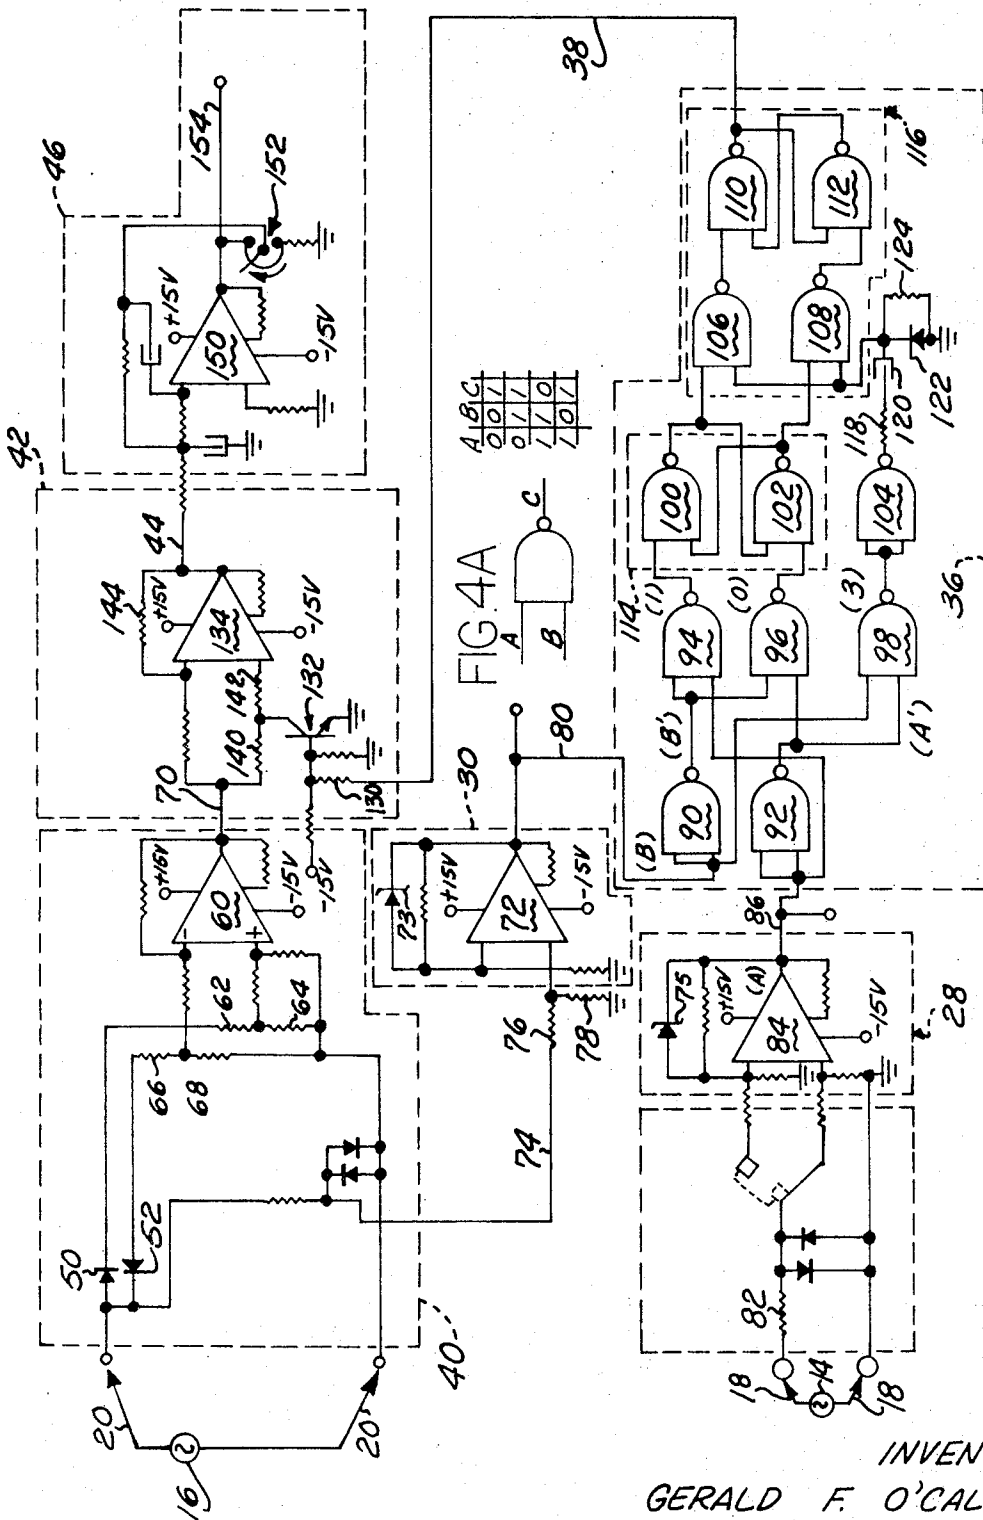 46
154
152
+15V
150
-15V
42
44
144
+15V
134
-15V
142
140
132
130
70
-15V
38
+15V
60
-15V
-
+
62
64
66
68
50
52
20
16
20'
40
30
73
+15V
72
-15V
74
76
78
80
FIG. 4A
A
B
C
A B C
0 0 1
0 1 1
1 1 0
1 0 1
116
110
112
106
108
124
122
120
118
100
102
104
114
(1)
(0)
(3)
94
96
98
(B')
(A')
(B)
90
92
36
86
75
+15V
(A)
84
-15V
28
82
18
14
18
INVEN
GERALD F. O'CAL